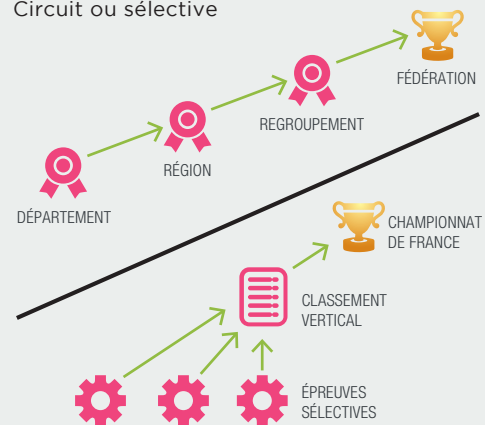 Circuit ou sélective
FÉDÉRATION
REGROUPEMENT
RÉGION
DÉPARTEMENT
CHAMPIONNAT
DE FRANCE
CLASSEMENT
VERTICAL
ÉPREUVES
SÉLECTIVES